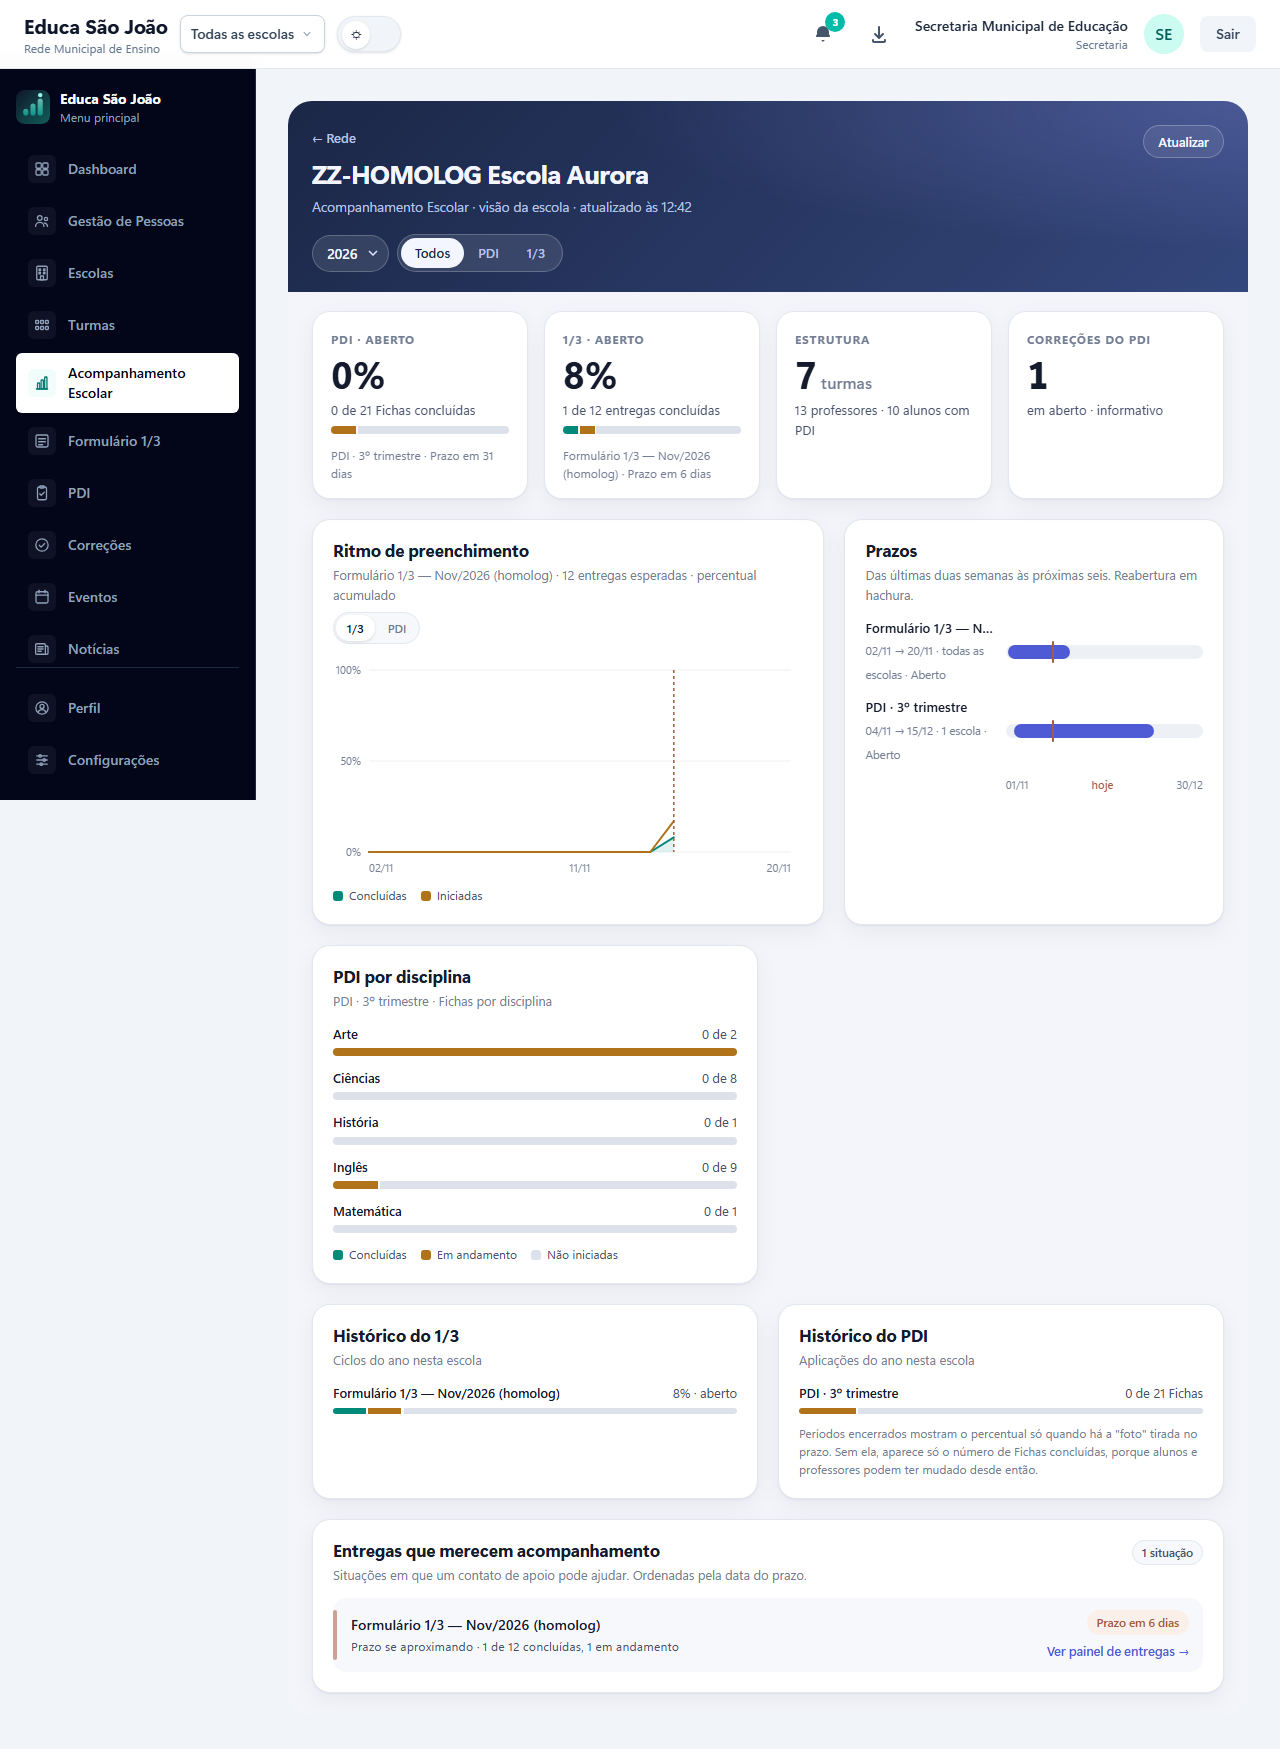 Educa São João
Rede Municipal de Ensino
Todas as escolas
3
Secretaria Municipal de Educação
Secretaria
SE
Sair
Educa São João
Menu principal
Dashboard
Gestão de Pessoas
Escolas
Turmas
Acompanhamento
Escolar
Formulário 1/3
PDI
Correções
Eventos
Notícias
Perfil
Configurações
← Rede
Atualizar
ZZ-HOMOLOG Escola Aurora
Acompanhamento Escolar · visão da escola · atualizado às 12:42
2026
Todos
PDI
1/3
PDI · ABERTO
0%
0 de 21 Fichas concluídas
PDI · 3º trimestre · Prazo em 31
dias
1/3 · ABERTO
8%
1 de 12 entregas concluídas
Formulário 1/3 — Nov/2026
(homolog) · Prazo em 6 dias
ESTRUTURA
7 turmas
13 professores · 10 alunos com
PDI
CORREÇÕES DO PDI
1
em aberto · informativo
Ritmo de preenchimento
Formulário 1/3 — Nov/2026 (homolog) · 12 entregas esperadas · percentual
acumulado
1/3
PDI
100%
50%
0%
02/11
11/11
20/11
Concluídas
Iniciadas
Prazos
Das últimas duas semanas às próximas seis. Reabertura em
hachura.
Formulário 1/3 — N...
02/11 → 20/11 · todas as
escolas · Aberto
PDI · 3º trimestre
04/11 → 15/12 · 1 escola ·
Aberto
01/11
hoje
30/12
PDI por disciplina
PDI · 3º trimestre · Fichas por disciplina
Arte
0 de 2
Ciências
0 de 8
História
0 de 1
Inglês
0 de 9
Matemática
0 de 1
Concluídas
Em andamento
Não iniciadas
Histórico do 1/3
Ciclos do ano nesta escola
Formulário 1/3 — Nov/2026 (homolog)
8% · aberto
Histórico do PDI
Aplicações do ano nesta escola
PDI · 3º trimestre
0 de 21 Fichas
Períodos encerrados mostram o percentual só quando há a "foto" tirada no
prazo. Sem ela, aparece só o número de Fichas concluídas, porque alunos e
professores podem ter mudado desde então.
Entregas que merecem acompanhamento
1 situação
Situações em que um contato de apoio pode ajudar. Ordenadas pela data do prazo.
Formulário 1/3 — Nov/2026 (homolog)
Prazo em 6 dias
Prazo se aproximando · 1 de 12 concluídas, 1 em andamento
Ver painel de entregas →